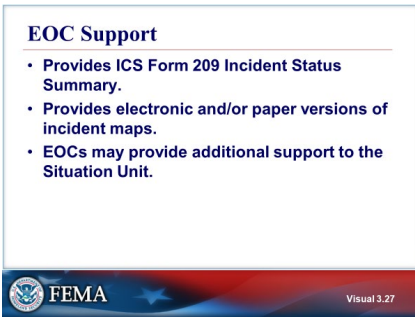 EOC Support
• Provides ICS Form 209 Incident Status
Summary.
• Provides electronic and/or paper versions of
incident maps.
• EOCs may provide additional support to the
Situation Unit.
FEMA
Visual 3.27